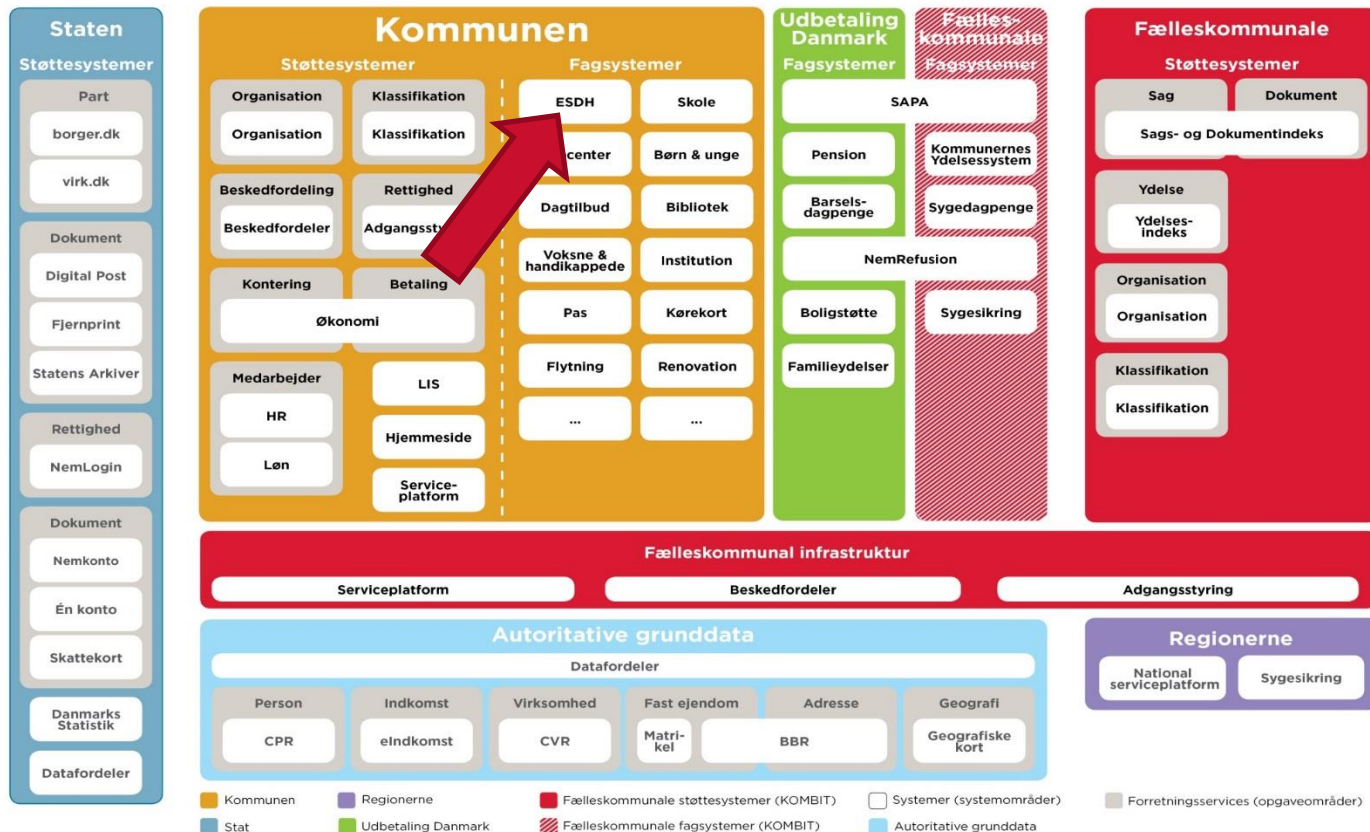 Staten
Støttesystemer
Part
borger.dk
virk.dk
Dokument
Digital Post
Fjernprint
Statens Arkiver
Rettighed
NemLogin
Dokument
Nemkonto
Én konto
Skattekort
Danmarks
Statistik
Datafordeler
Kommunen
Støttesystemer
Organisation
Organisation
Klassifikation
Klassifikation
Beskedfordeling
Beskedfordeler
Rettighed
Kontering
Betaling
Økonomi
Medarbejder
HR
Løn
LIS
Hjemmeside
Service-
platform
Fagsystemer
ESDH
Skole
Børn & unge
Dagtilbud
Bibliotek
Voksne &
handikappede
Institution
Pas
Kørekort
Flytning
Renovation
...
...
Udbetaling
Danmark
Fagsystemer
Fælles-
kommunale
Fagsystemer
SAPA
Pension
Kommunernes
Ydelsessystem
Barsels-
dagpenge
Sygedagpenge
NemRefusion
Boligstøtte
Sygesikring
Familieydelser
Fælleskommunale
Støttesystemer
Sag
Dokument
Sags- og Dokumentindeks
Ydelse
Ydelses-
indeks
Organisation
Organisation
Klassifikation
Klassifikation
Fælleskommunal infrastruktur
Serviceplatform
Beskedfordeler
Adgangsstyring
Autoritative grunddata
Datafordeler
Person
CPR
Indkomst
eIndkomst
Virksomhed
CVR
Fast ejendom
Matri-
kel
Adresse
BBR
Geografi
Geografiske
kort
Regionerne
National
serviceplatform
Sygesikring
Kommunen
Regionerne
Fælleskommunale støttesystemer (KOMBIT)
Systemer (systemområder)
Forretningsservices (opgaveområder)
Stat
Udbetaling Danmark
Fælleskommunale fagsystemer (KOMBIT)
Autoritative grunddata